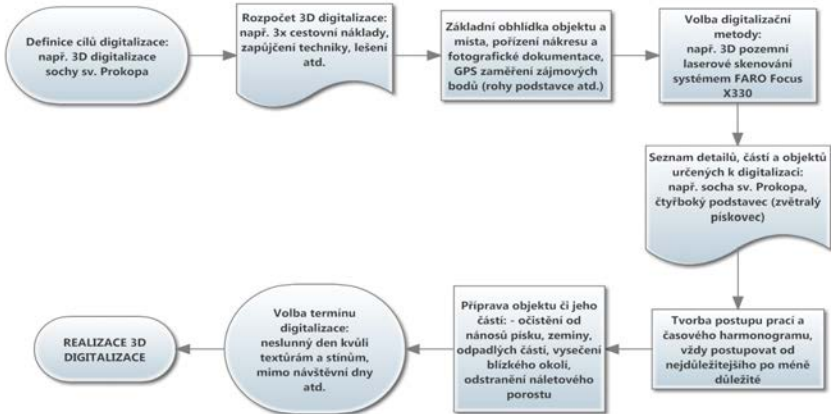 Definice cílů digitalizace:
např. 3D digitalizace
sochy sv. Prokopa
Rozpočet 3D digitalizace:
např. 3x cestovní náklady,
zapůjčení techniky, lešení
atd.
Základní obhlídka objektu a
místa, pořízení nákresu a
fotografické dokumentace,
GPS zaměření zájmových
bodů (rohy podstavce atd.)
Volba digitalizační
metody:
např. 3D pozemní
laserové skenování
systémem FARO Focus
X330
Seznam detailů, částí a objektů
určených k digitalizaci:
např. socha sv. Prokopa,
čtyřboký podstavec (zvětralý
pískovec)
Tvorba postupu prací a
časového harmonogramu,
vždy postupovat od
nejdůležitejšího po méně
důležité
Příprava objektu či jeho
částí: - očistění od
nánosů písku, zeminy,
odpadlých částí, vysečení
blízkého okolí,
odstranění náletového
porostu
Volba termínu
digitalizace:
neslunný den kvůli
textúrám a stínům,
mimo návštěvní dny
atd.
REALIZACE 3D
DIGITALIZACE